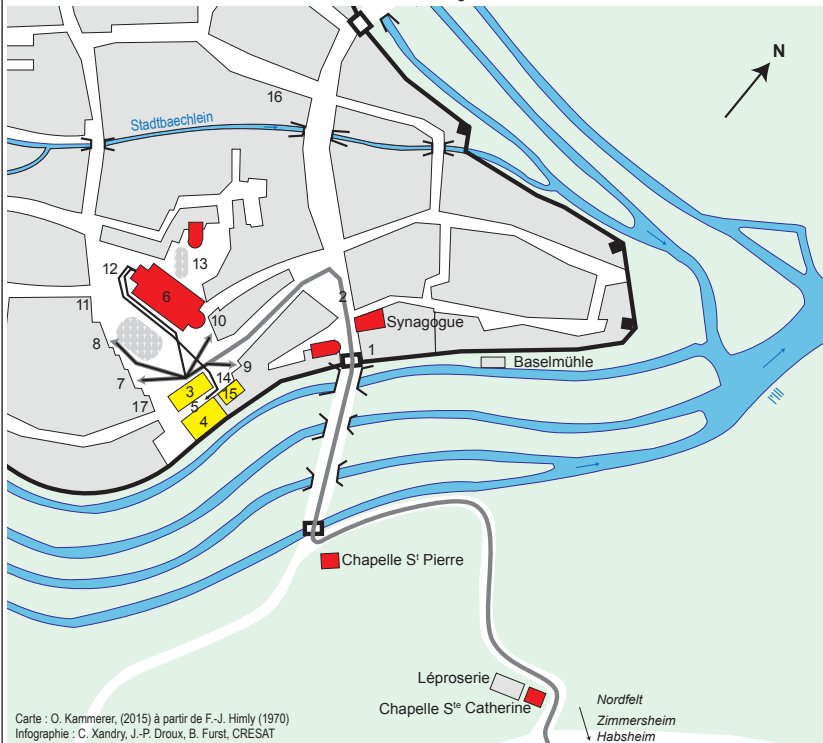 N
16
Stadtbaechlein
12
13
6
11
2
10
8
Synagogue
1
9
Baselmühle
7
14
3
15
17
5
4
l'Ill
Chapelle Sᵗ Pierre
Léproserie
Chapelle Sᵗᵉ Catherine
Nordfelt
Zimmersheim
Habsheim
Carte : O. Kammerer, (2015) à partir de F.-J. Himly (1970)
Infographie : C. Xandry, J.-P. Droux, B. Furst, CRESAT